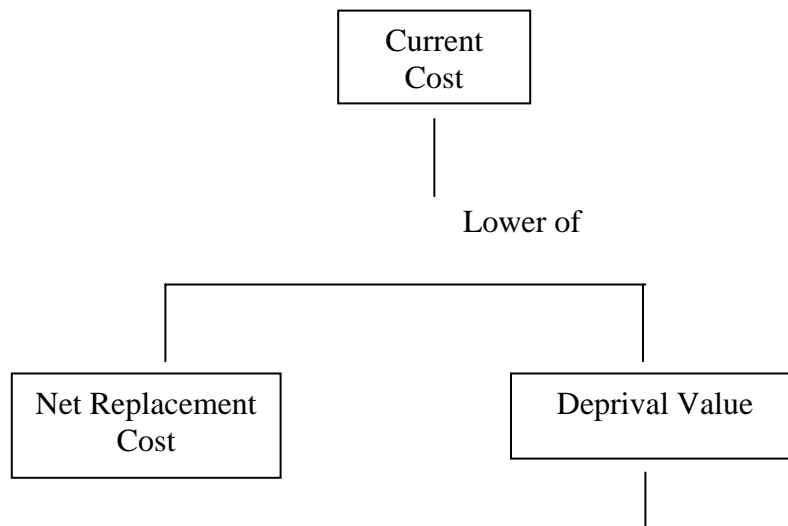 Current
Cost
Lower of
Net Replacement
Cost
Deprival Value